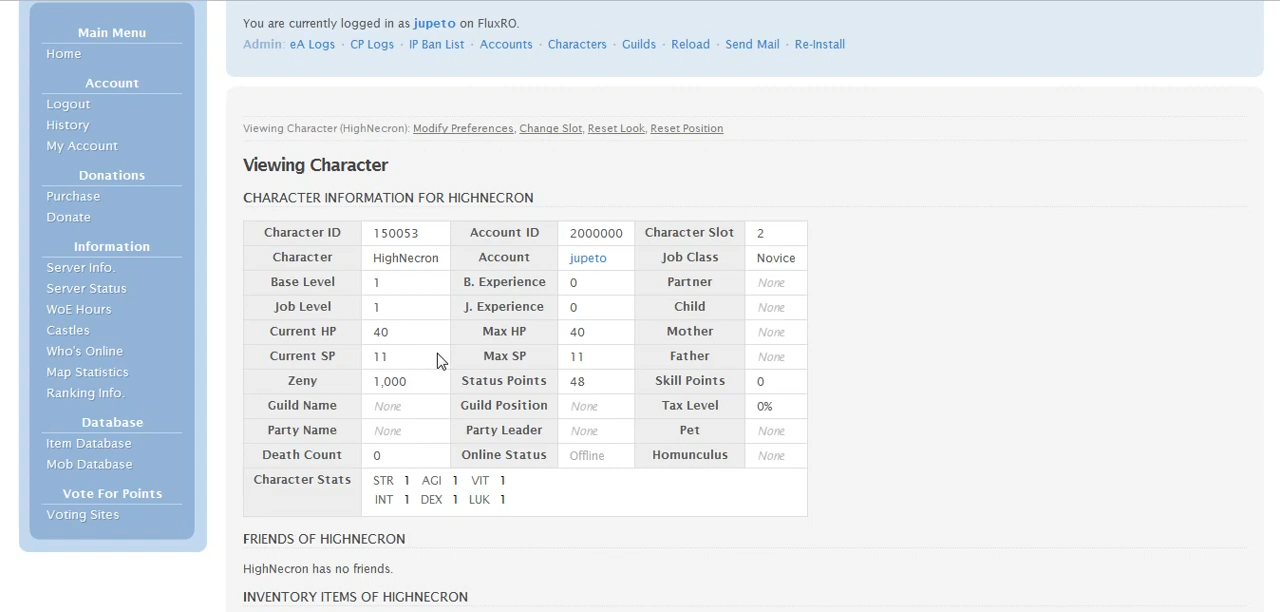 Main Menu
Home
Account
Logout
History
My Account
Donations
Purchase
Donate
Information
Server Info.
Server Status
WoE Hours
Castles
Who's Online
Map Statistics
Ranking Info.
Database
Item Database
Mob Database
Vote For Points
Voting Sites
You are currently logged in as jupeto on FluxRO.
Admin: eA Logs · CP Logs · IP Ban List · Accounts · Characters · Guilds · Reload · Send Mail · Re-Install
Viewing Character (HighNecron): Modify Preferences, Change Slot, Reset Look, Reset Position
Viewing Character
CHARACTER INFORMATION FOR HIGHNECRON
Character ID 150053 Account ID 2000000 Character Slot 2
Character HighNecron Account jupeto Job Class Novice
Base Level 1 B. Experience 0 Partner None
Job Level 1 J. Experience 0 Child None
Current HP 40 Max HP 40 Mother None
Current SP 11 Max SP 11 Father None
Zeny 1,000 Status Points 48 Skill Points 0
Guild Name None Guild Position None Tax Level 0%
Party Name None Party Leader None Pet None
Death Count 0 Online Status Offline Homunculus None
Character Stats STR 1 AGI 1 VIT 1
INT 1 DEX 1 LUK 1
FRIENDS OF HIGHNECRON
HighNecron has no friends.
INVENTORY ITEMS OF HIGHNECRON